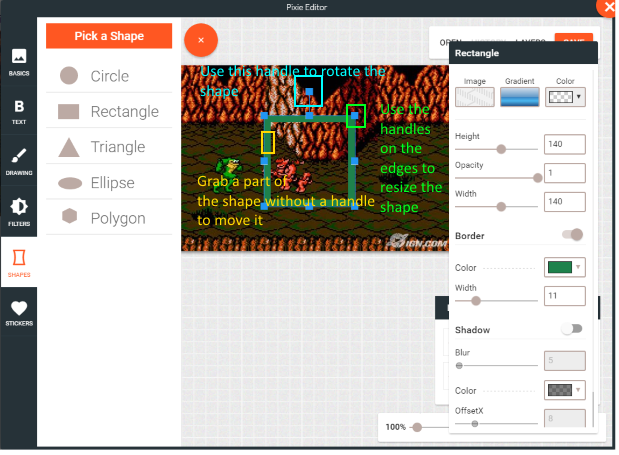 Pixie Editor
Pick a Shape
BASICS
TEXT
DRAWING
FILTERS
SHAPES
STICKERS
Circle
Rectangle
Triangle
Ellipse
Polygon
Use this handle to rotate the
shape
Use the
handles
on the
edges to
resize the
shape
Grab a part of
the shape without a handle
to move it
IGN.COM
OPEN
LAYERS
SAVE
Rectangle
Image Gradient Color
Height
140
Opacity
1
Width
140
Border
Color
Width
11
Shadow
Blur
5
Color
OffsetX
8
100%